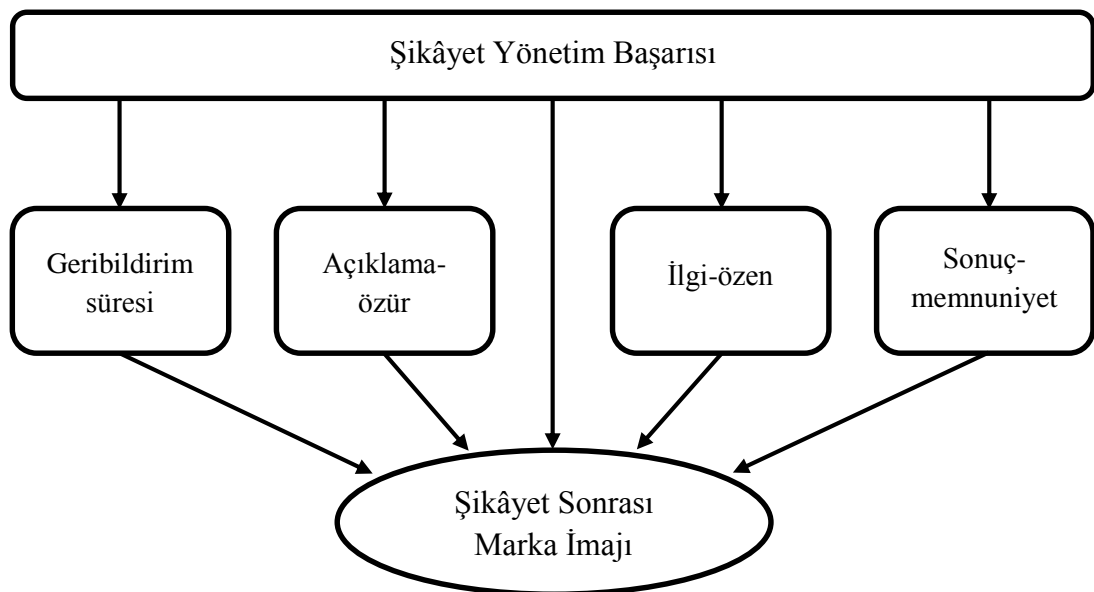 Şikâyet Yönetim Başarısı
Geribildirim
süresi
Açıklama-
özür
İlgi-özen
Sonuç-
memnuniyet
Şikâyet Sonrası
Marka İmajı